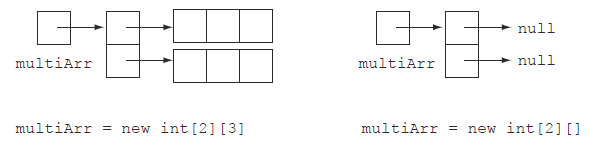 null
multiArr
multiArr
null
multiArr = new int[2][3]
multiArr = new int[2][]